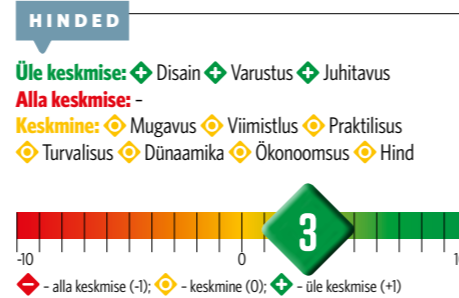 HINDED
Üle keskmise: Disain Varustus Juhitavus
Alla keskmise: –
Keskmine: Mugavus Viimistlus Praktilisus
Turvalisus Dünaamika Ökonoomsus Hind
3
-10 0 10
– alla keskmise (-1); – keskmine (0); – üle keskmise (+1)